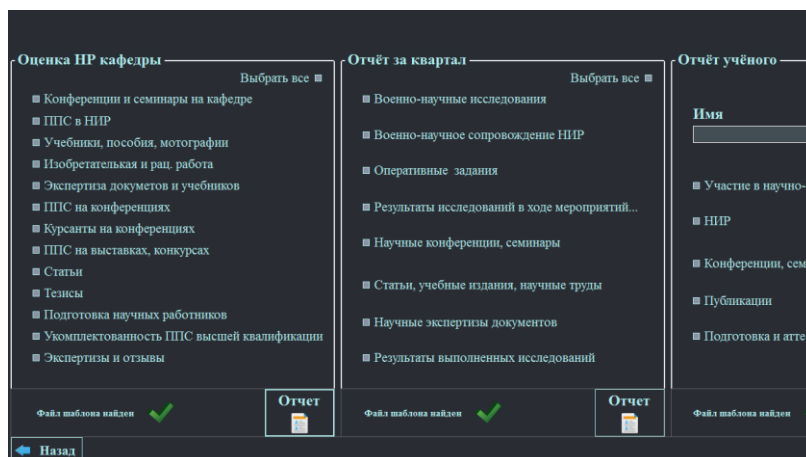 Оценка НР кафедры
Выбрать все
Конференции и семинары на кафедре
ППС в НИР
Учебники, пособия, мотографии
Изобретательская и рац. работа
Экспертиза докуметов и учебников
ППС на конференциях
Курсанты на конференциях
ППС на выставках, конкурсах
Статьи
Тезисы
Подготовка научных работников
Укомплектованность ППС высшей квалификации
Экспертизы и отзывы
Файл шаблона найден
Отчет
Отчёт за квартал
Выбрать все
Военно-научные исследования
Военно-научное сопровождение НИР
Оперативные задания
Результаты исследований в ходе мероприятий...
Научные конференции, семинары
Статьи, учебные издания, научные труды
Научные экспертизы документов
Результаты выполненных исследований
Файл шаблона найден
Отчет
Отчёт учёного
Имя
Участие в научно-
НИР
Конференции, сем
Публикации
Подготовка и атте
Файл шаблона найден
Назад